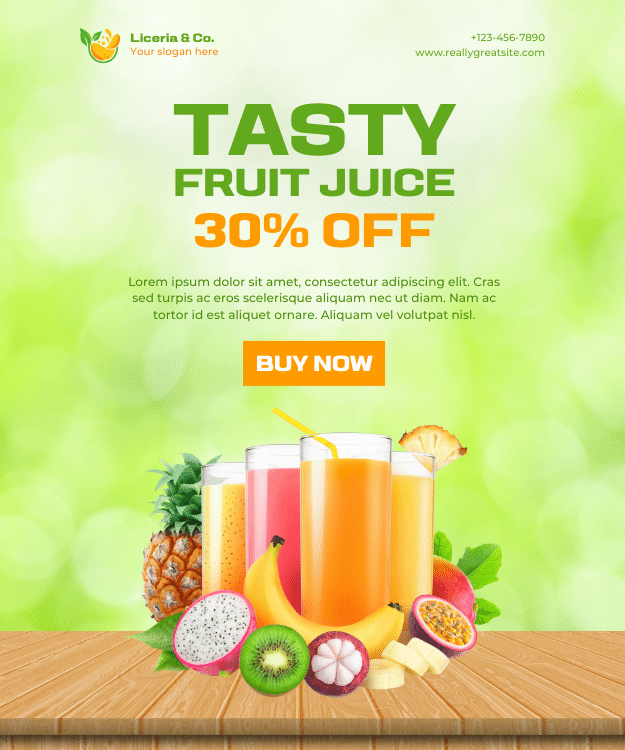 Liceria & Co.
Your slogan here
+123-456-7890
www.reallygreatsite.com
TASTY
FRUIT JUICE
30% OFF
Lorem ipsum dolor sit amet, consectetur adipiscing elit. Cras
sed turpis ac eros scelerisque aliquam nec ut diam. Nam ac
tortor id est aliquet ornare. Aliquam vel volutpat nisl.
BUY NOW